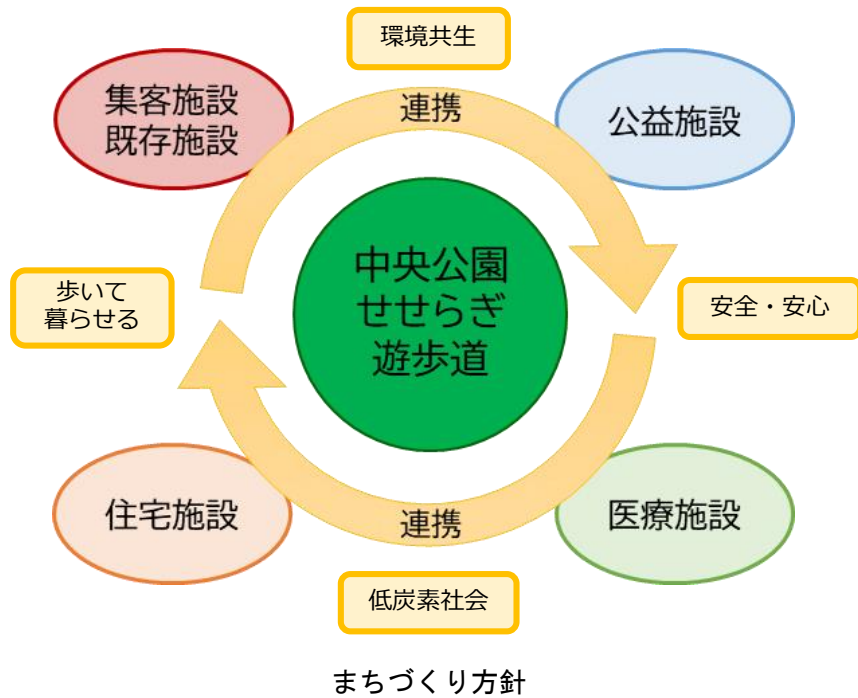 環境共生
集客施設
既存施設
連携
公益施設
中央公園
せせらぎ
遊歩道
歩いて
暮らせる
安全・安心
住宅施設
連携
医療施設
低炭素社会
まちづくり方針